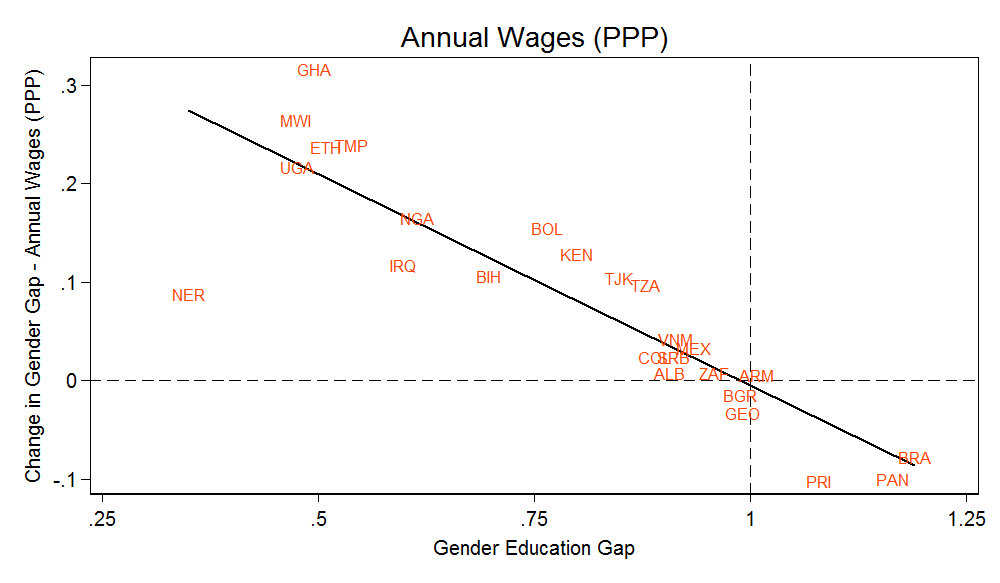 Annual Wages (PPP)
Change in Gender Gap - Annual Wages (PPP)
.3
.2
.1
0
-.1
GHA
MWI
ETH
TMP
UGA
NGA
BOL
KEN
IRQ
BIH
TJK
TZA
NER
VNM
MEX
COL
SRB
ALB
ZAF
ARM
BGR
GEO
BRA
PAN
PRI
.25
.5
.75
1
1.25
Gender Education Gap